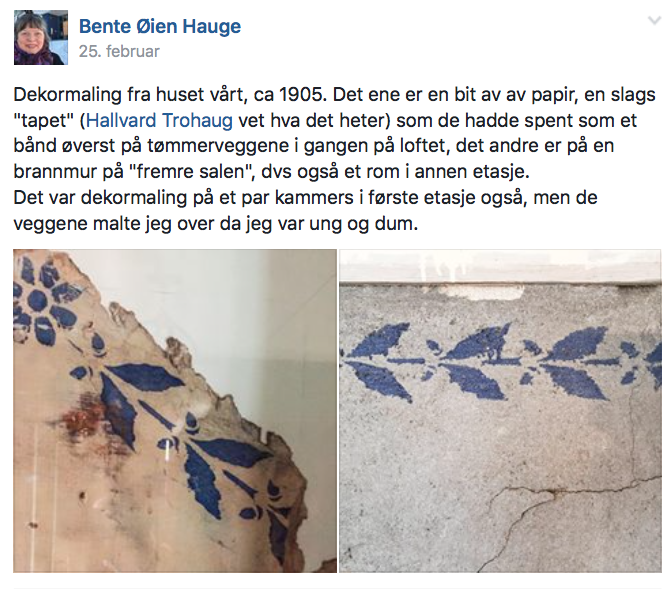 Bente Øien Hauge
25. februar
Dekormaling fra huset vårt, ca 1905. Det ene er en bit av av papir, en slags
"tapet" (Hallvard Trohaug vet hva det heter) som de hadde spent som et
bånd øverst på tømmerveggene i gangen på loftet, det andre er på en
brannmur på "fremre salen", dvs også et rom i annen etasje.
Det var dekormaling på et par kammers i første etasje også, men de
veggene malte jeg over da jeg var ung og dum.